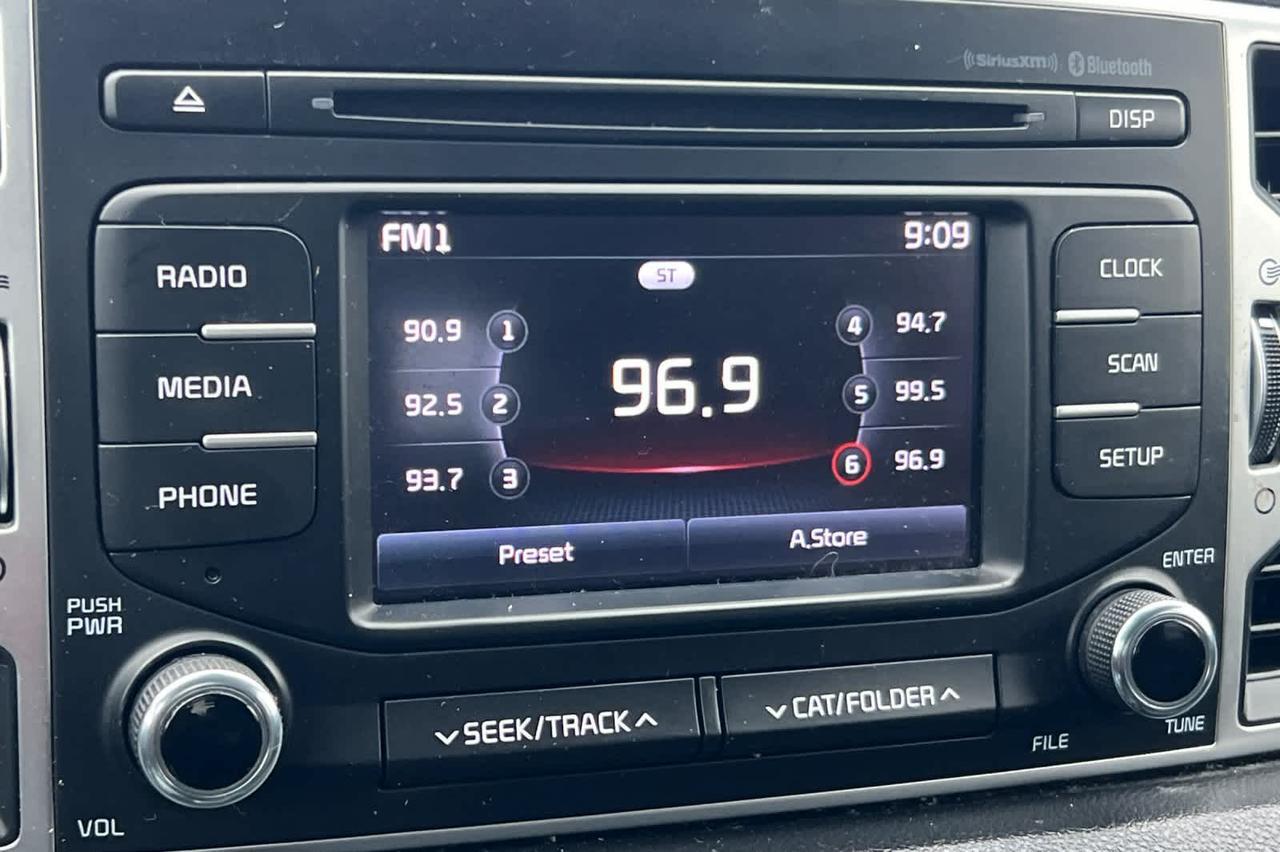 ((SiriusXM)) Bluetooth
DISP
FM1 9:09
ST
RADIO
MEDIA
PHONE
90.9 1
92.5 2
93.7 3
96.9
4 94.7
5 99.5
6 96.9
Preset A.Store
CLOCK
SCAN
SETUP
PUSH
PWR
VOL
SEEK/TRACK
CAT/FOLDER
ENTER
FILE
TUNE